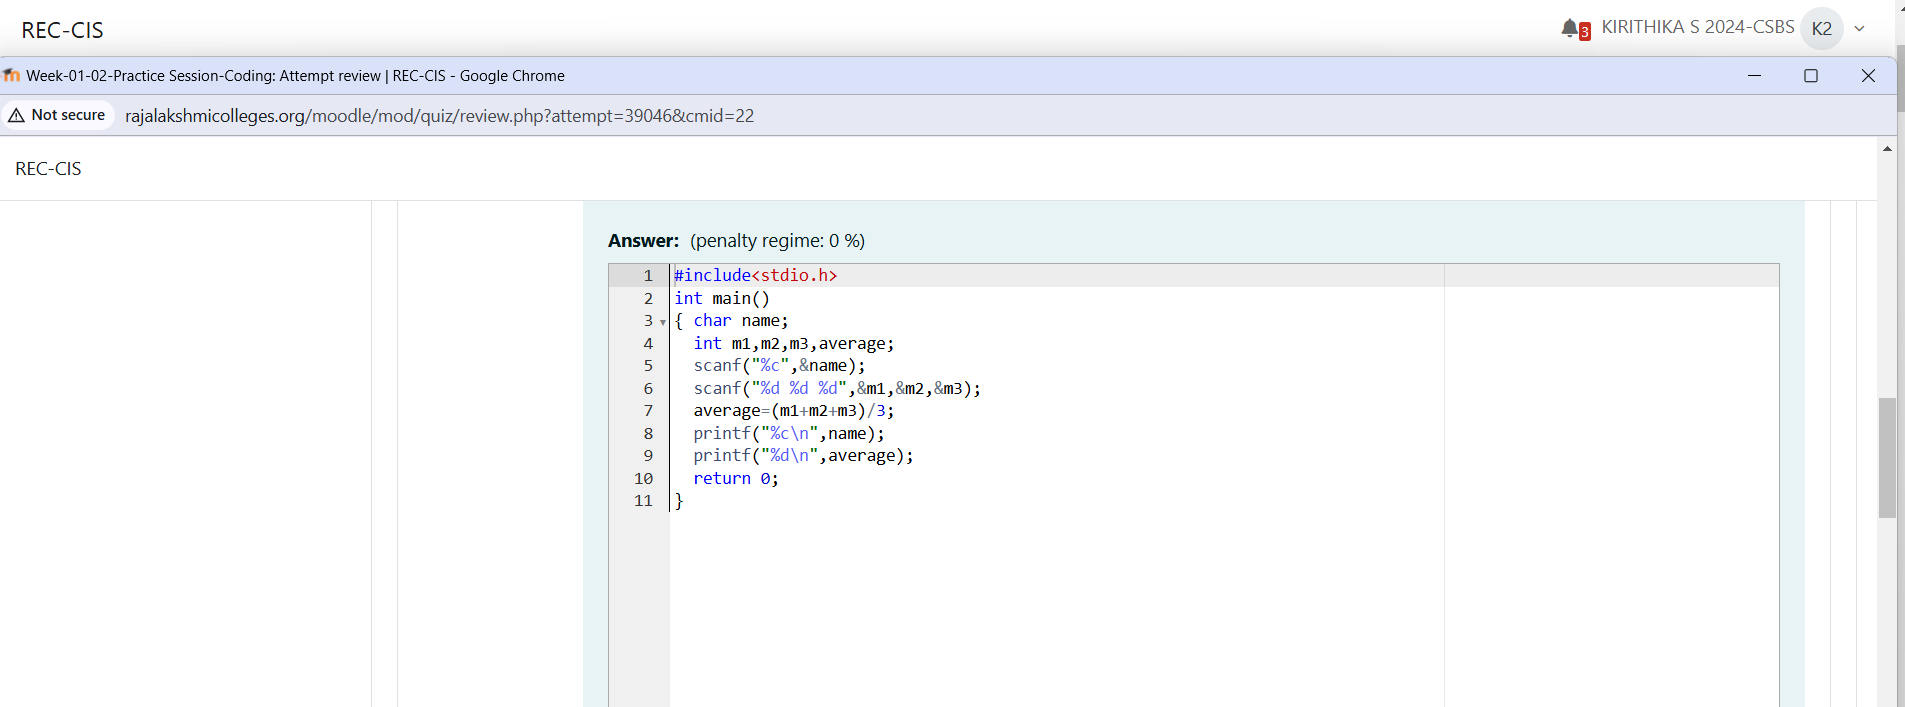 REC-CIS
3 KIRITHIKA S 2024-CSBS K2
Week-01-02-Practice Session-Coding: Attempt review | REC-CIS - Google Chrome
Not secure rajalakshmicolleges.org/moodle/mod/quiz/review.php?attempt=39046&cmid=22
REC-CIS
Answer: (penalty regime: 0 %)
1 #include<stdio.h>
2 int main()
3 { char name;
4 int m1,m2,m3,average;
5 scanf("%c",&name);
6 scanf("%d %d %d",&m1,&m2,&m3);
7 average=(m1+m2+m3)/3;
8 printf("%c\n",name);
9 printf("%d\n",average);
10 return 0;
11 }